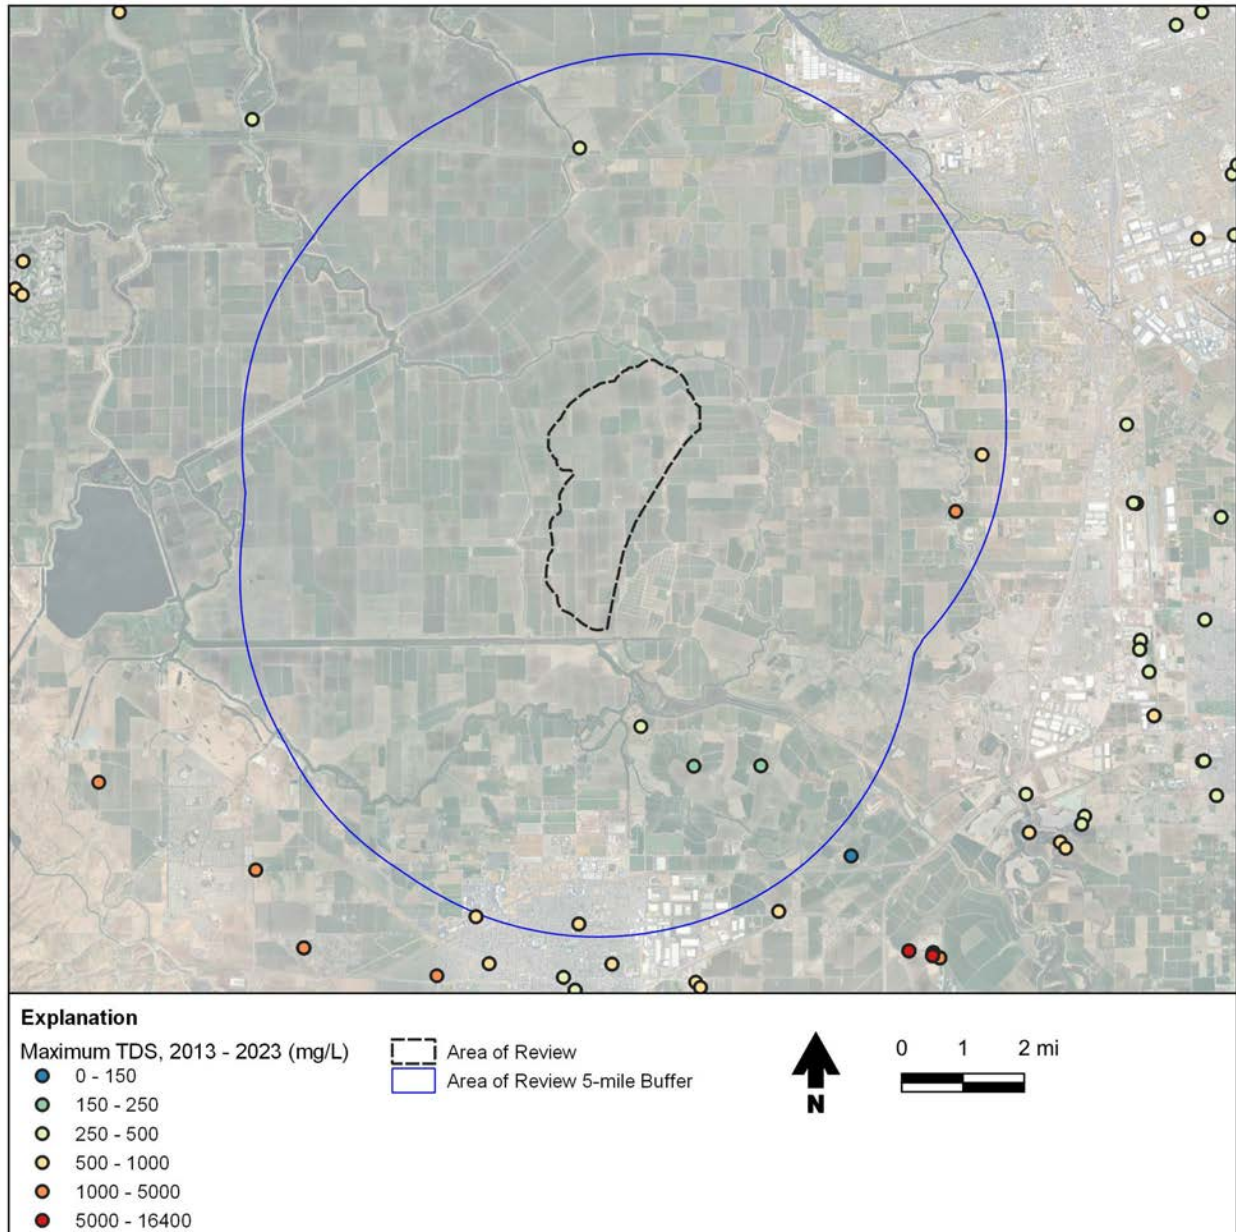 Explanation
Maximum TDS, 2013 - 2023 (mg/L)
0 - 150
150 - 250
250 - 500
500 - 1000
1000 - 5000
5000 - 16400
Area of Review
Area of Review 5-mile Buffer
N
0 1 2 mi